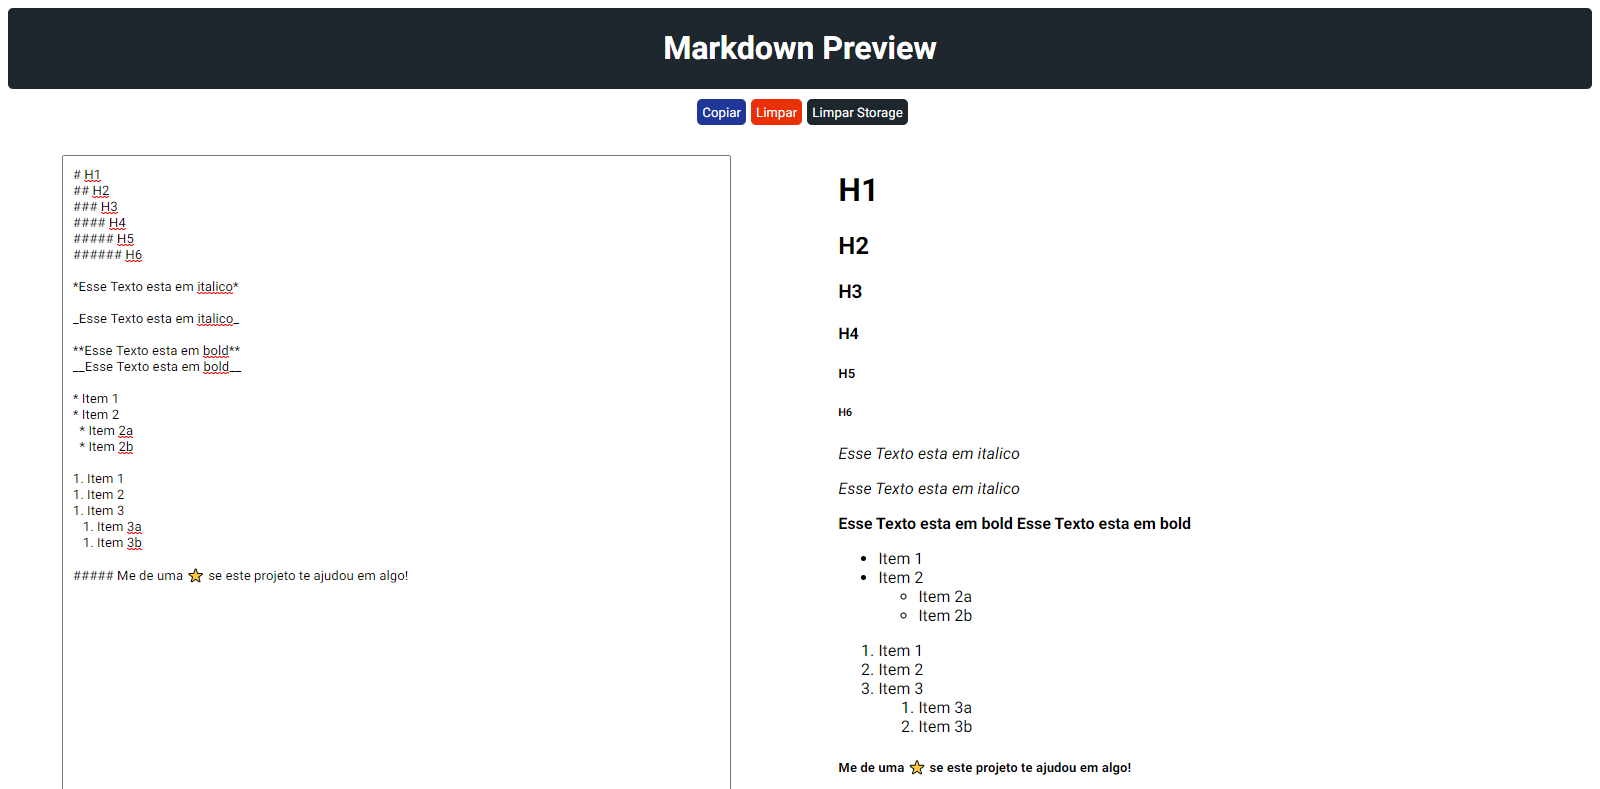 Markdown Preview
Copiar Limpar Limpar Storage
# H1
## H2
### H3
#### H4
##### H5
###### H6
*Esse Texto esta em italico*
_Esse Texto esta em italico_
**Esse Texto esta em bold**
__Esse Texto esta em bold__
* Item 1
* Item 2
  * Item 2a
  * Item 2b
1. Item 1
1. Item 2
1. Item 3
   1. Item 3a
   1. Item 3b
##### Me de uma ⭐ se este projeto te ajudou em algo!
H1
H2
H3
H4
H5
H6
Esse Texto esta em italico
Esse Texto esta em italico
Esse Texto esta em bold Esse Texto esta em bold
• Item 1
• Item 2
◦ Item 2a
◦ Item 2b
1. Item 1
2. Item 2
3. Item 3
1. Item 3a
2. Item 3b
Me de uma ⭐ se este projeto te ajudou em algo!